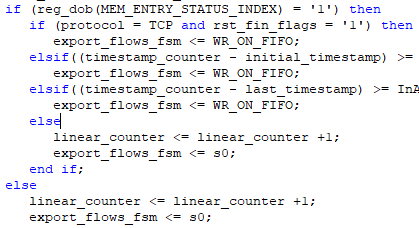 if (reg_dob(MEM_ENTRY_STATUS_INDEX) = '1') then
if (protocol = TCP and rst_fin_flags = '1') then
export_flows_fsm <= WR_ON_FIFO;
elsif((timestamp_counter - initial_timestamp) >=
export_flows_fsm <= WR_ON_FIFO;
elsif((timestamp_counter - last_timestamp) >= InA
export_flows_fsm <= WR_ON_FIFO;
else
linear_counter <= linear_counter +1;
export_flows_fsm <= s0;
end if;
else
linear_counter <= linear_counter +1;
export_flows_fsm <= s0;